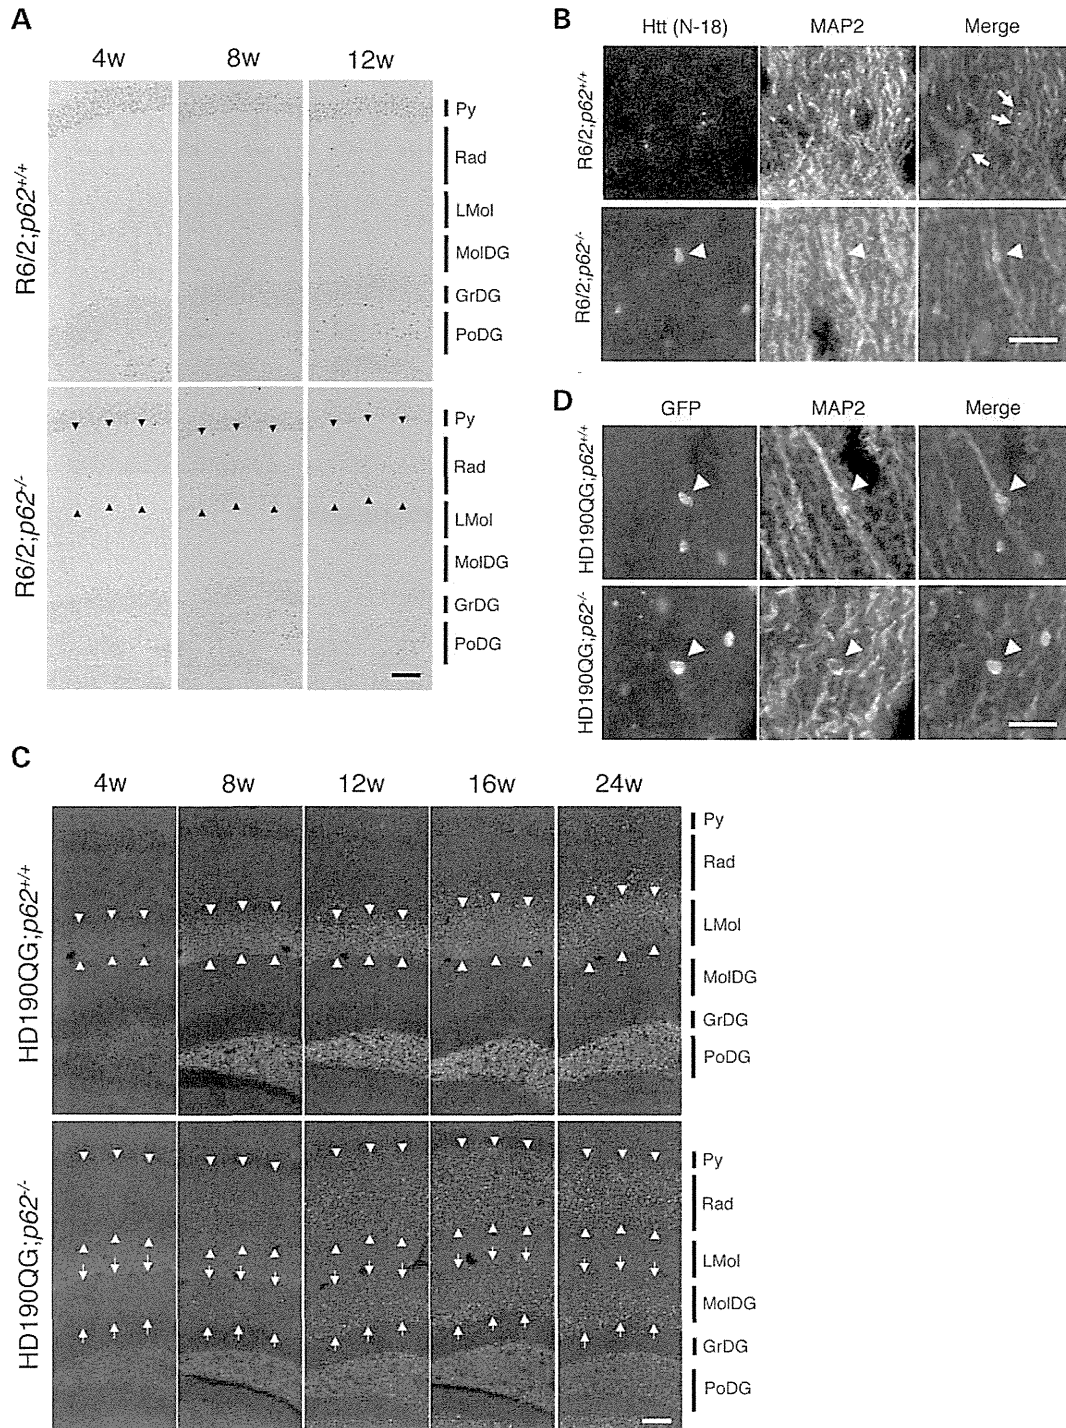 A
4w 8w 12w
R6/2;p62+/+
Py
Rad
LMol
MolDG
GrDG
PoDG
R6/2;p62-/-
Py
Rad
LMol
MolDG
GrDG
PoDG
B
Htt (N-18) MAP2 Merge
R6/2;p62+/+
R6/2;p62-/-
D
GFP MAP2 Merge
HD190QG;p62+/+
HD190QG;p62-/-
C
4w 8w 12w 16w 24w
HD190QG;p62+/+
Py
Rad
LMol
MolDG
GrDG
PoDG
HD190QG;p62-/-
Py
Rad
LMol
MolDG
GrDG
PoDG